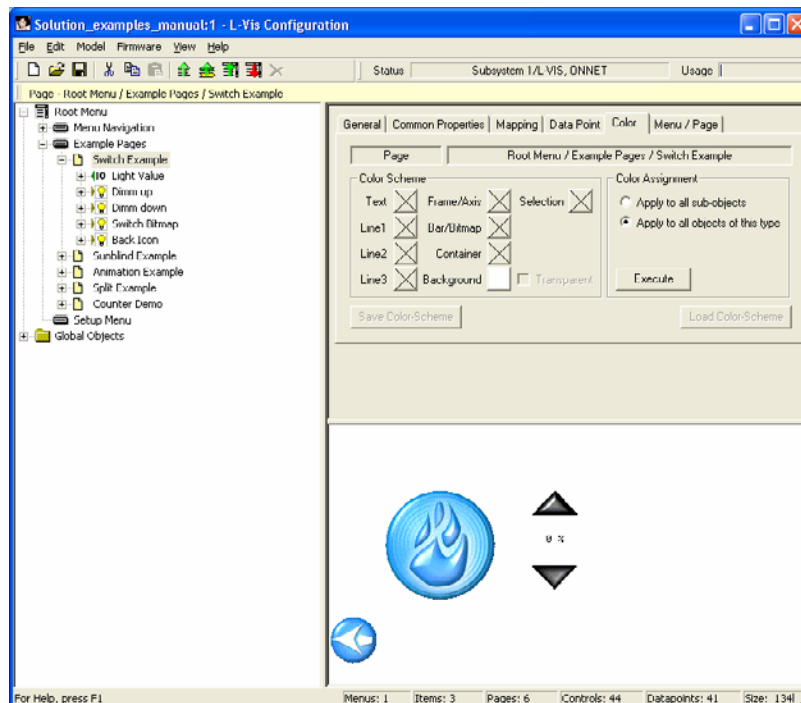 Solution_examples_manual:1 - L-Vis Configuration
File Edit Model Firmware View Help
Status Subsystem 1/L-VIS, ONNET Usage
Page - Root Menu / Example Pages / Switch Example
Root Menu
Menu Navigation
Example Pages
Switch Example
Light Value
Dimm up
Dimm down
Switch Bitmap
Back Icon
Sunblind Example
Animation Example
Split Example
Counter Demo
Setup Menu
Global Objects
General Common Properties Mapping Data Point Color Menu / Page
Page Root Menu / Example Pages / Switch Example
Color Scheme Color Assignment
Text Frame/Axis Selection Apply to all sub-objects
Line1 Bar/Bitmap Apply to all objects of this type
Line2 Container
Line3 Background Transparent Execute
Save Color-Scheme Load Color-Scheme
0 %
For Help, press F1 Menus: 1 Items: 3 Pages: 6 Controls: 44 Datapoints: 41 Size: 134